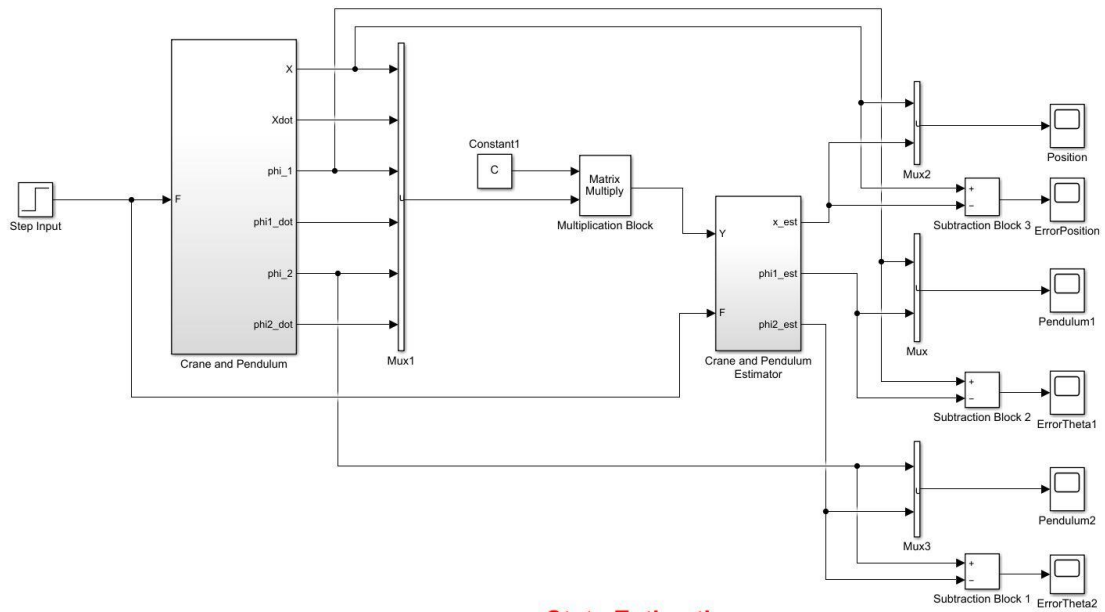 X
Xdot
phi_1
phi1_dot
phi_2
phi2_dot
F
Step Input
Crane and Pendulum
Mux1
Constant1
C
Matrix
Multiply
Multiplication Block
Y
F
x_est
phi1_est
phi2_est
Crane and Pendulum
Estimator
Mux2
Position
+
−
Subtraction Block 3
ErrorPosition
Mux
Pendulum1
+
−
Subtraction Block 2
ErrorTheta1
Mux3
Pendulum2
+
−
Subtraction Block 1
ErrorTheta2